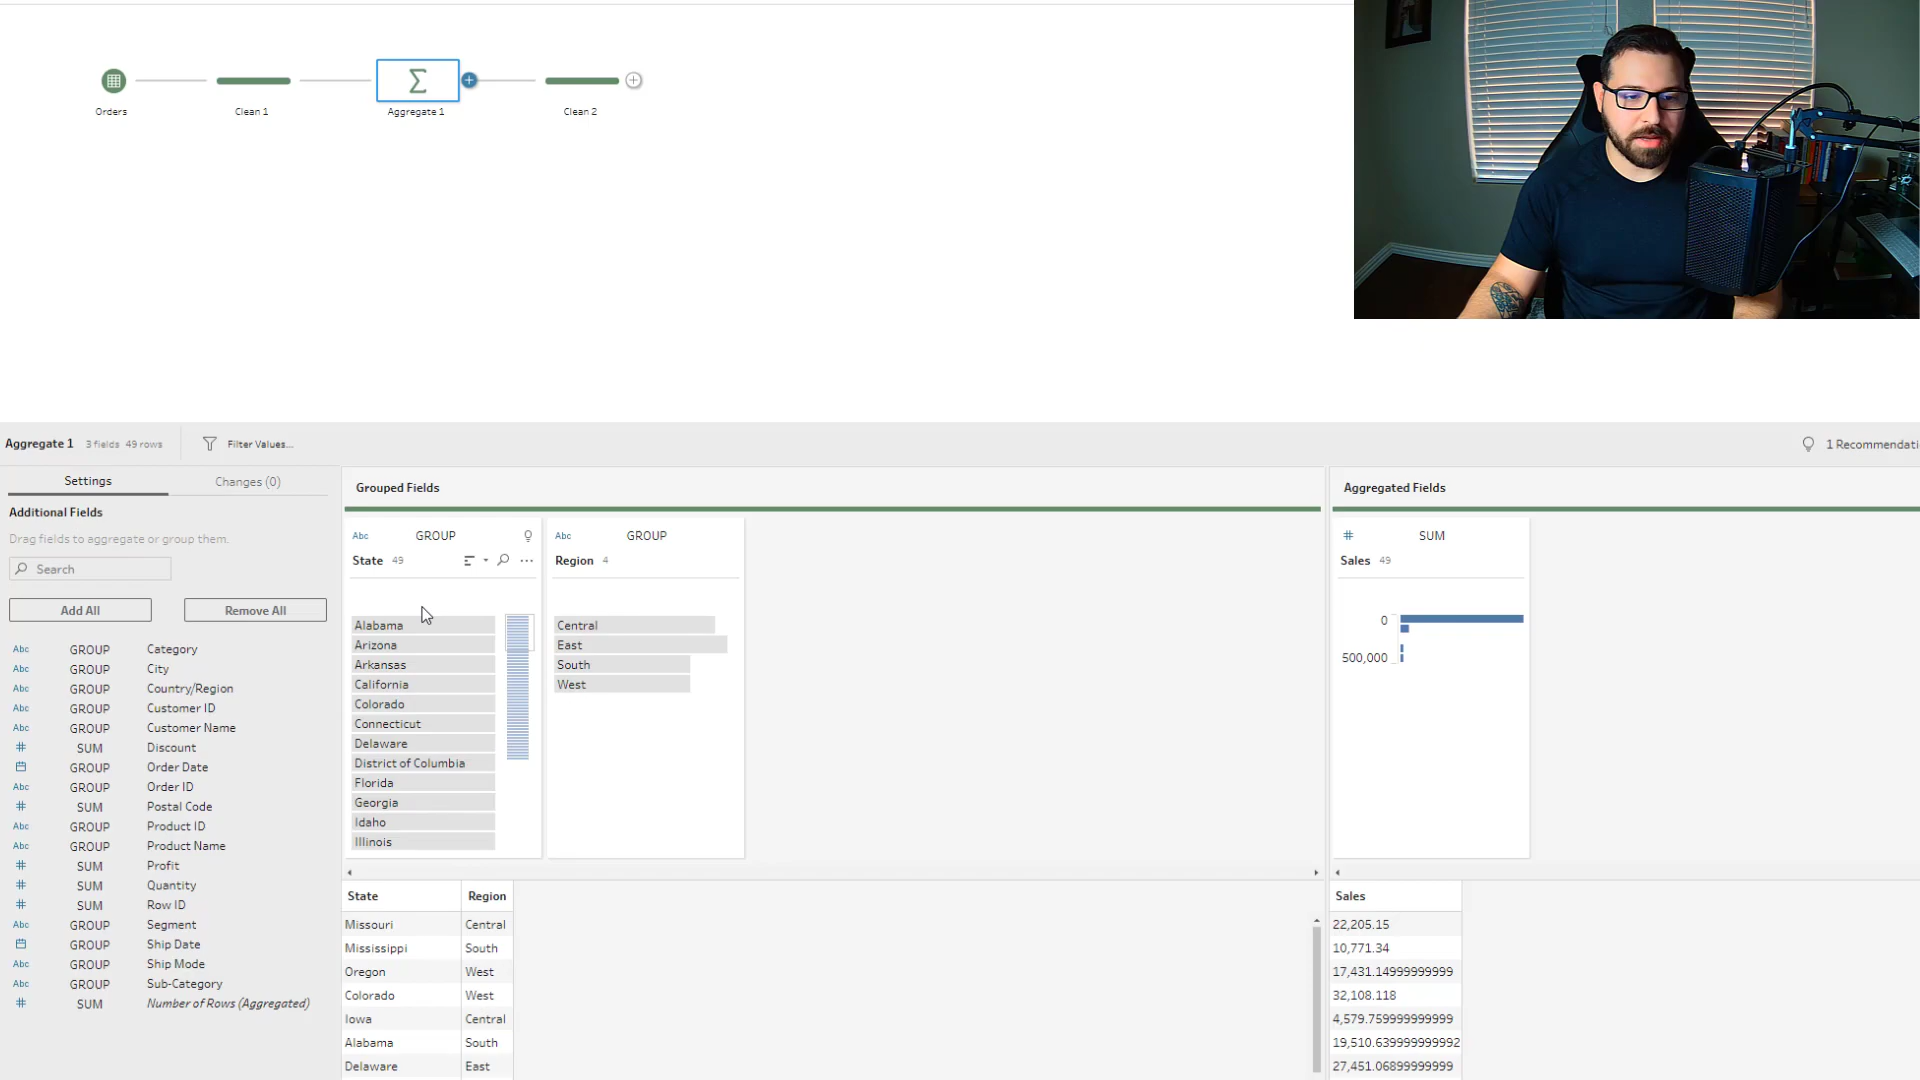 Orders
Clean 1
Aggregate 1
Clean 2
Aggregate 1 3 fields 49 rows
Filter Values...
1 Recommendati
Settings
Changes (0)
Additional Fields
Drag fields to aggregate or group them.
Search
Add All
Remove All
Abc GROUP Category
Abc GROUP City
Abc GROUP Country/Region
Abc GROUP Customer ID
Abc GROUP Customer Name
# SUM Discount
GROUP Order Date
Abc GROUP Order ID
# SUM Postal Code
Abc GROUP Product ID
Abc GROUP Product Name
# SUM Profit
# SUM Quantity
# SUM Row ID
Abc GROUP Segment
GROUP Ship Date
Abc GROUP Ship Mode
Abc GROUP Sub-Category
# SUM Number of Rows (Aggregated)
Grouped Fields
Abc GROUP
State 49
Alabama
Arizona
Arkansas
California
Colorado
Connecticut
Delaware
District of Columbia
Florida
Georgia
Idaho
Illinois
Abc GROUP
Region 4
Central
East
South
West
Aggregated Fields
# SUM
Sales 49
0
500,000
State Region
Missouri Central
Mississippi South
Oregon West
Colorado West
Iowa Central
Alabama South
Delaware East
Sales
22,205.15
10,771.34
17,431.14999999999
32,108.118
4,579.759999999999
19,510.639999999992
27,451.06899999999